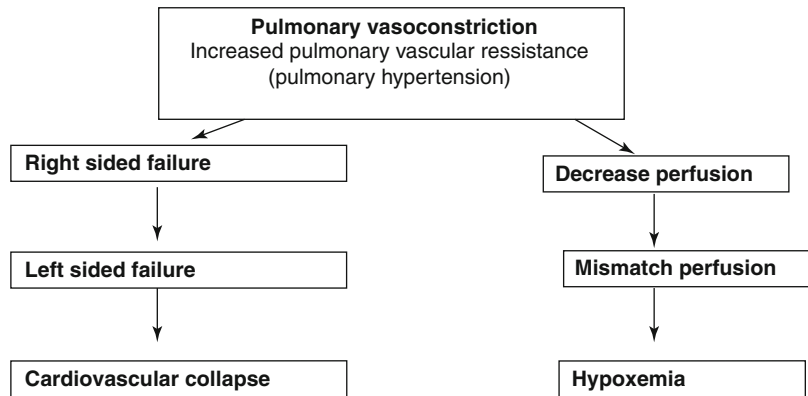 Pulmonary vasoconstriction
Increased pulmonary vascular ressistance
(pulmonary hypertension)
Right sided failure
Decrease perfusion
Left sided failure
Mismatch perfusion
Cardiovascular collapse
Hypoxemia